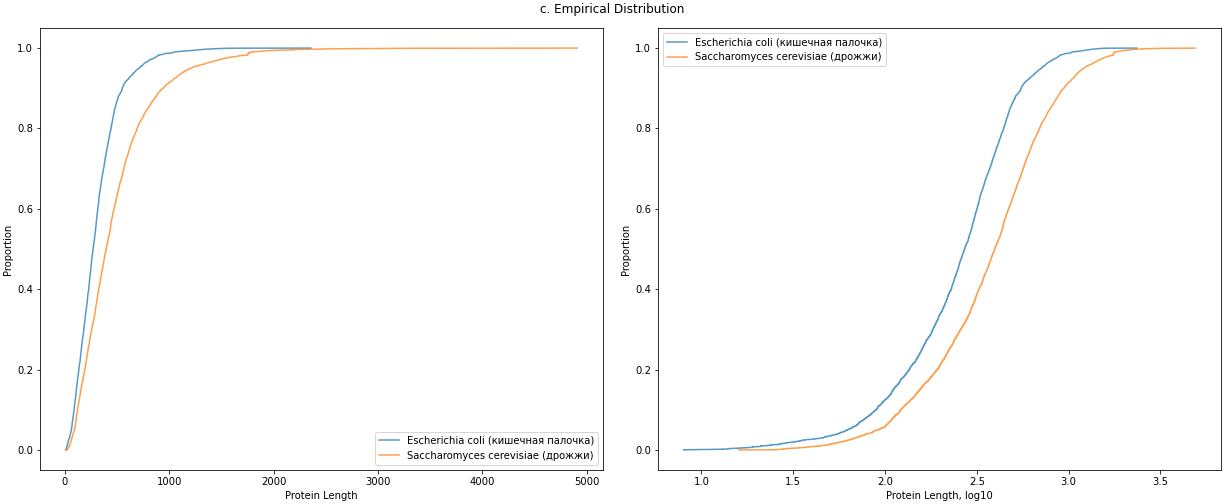 c. Empirical Distribution
1.0
0.8
0.6
0.4
0.2
0.0
Proportion
0
1000
2000
3000
4000
5000
Protein Length
Escherichia coli (кишечная палочка)
Saccharomyces cerevisiae (дрожжи)
1.0
0.8
0.6
0.4
0.2
0.0
Proportion
1.0
1.5
2.0
2.5
3.0
3.5
Protein Length, log10
Escherichia coli (кишечная палочка)
Saccharomyces cerevisiae (дрожжи)